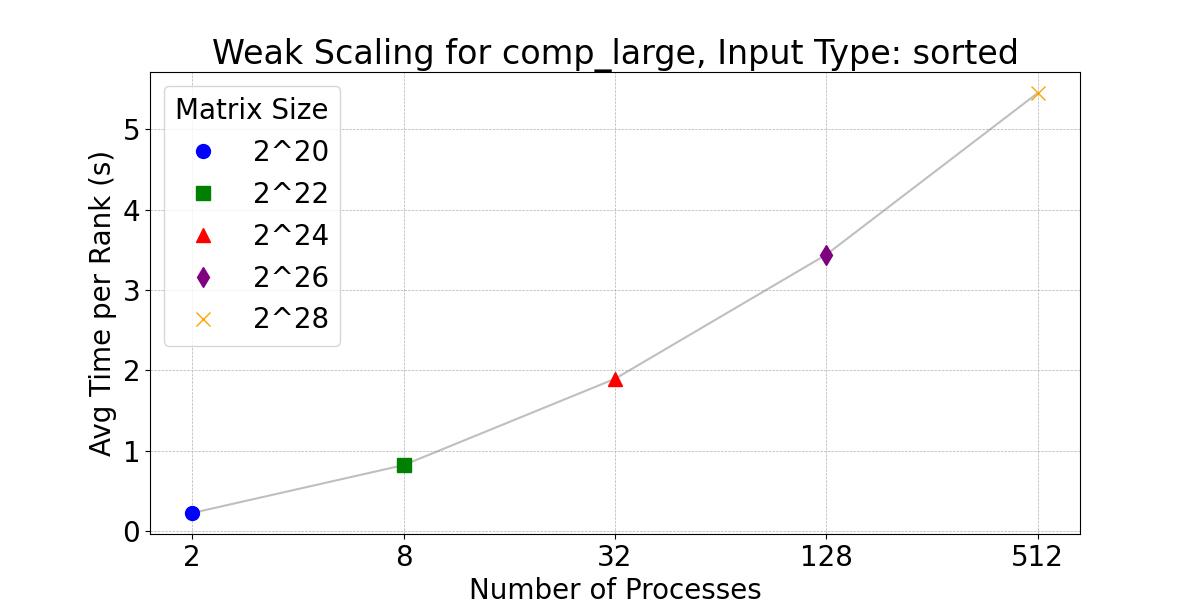 Weak Scaling for comp_large, Input Type: sorted
Avg Time per Rank (s)
5
4
3
2
1
0
Matrix Size
2^20
2^22
2^24
2^26
2^28
2 8 32 128 512
Number of Processes